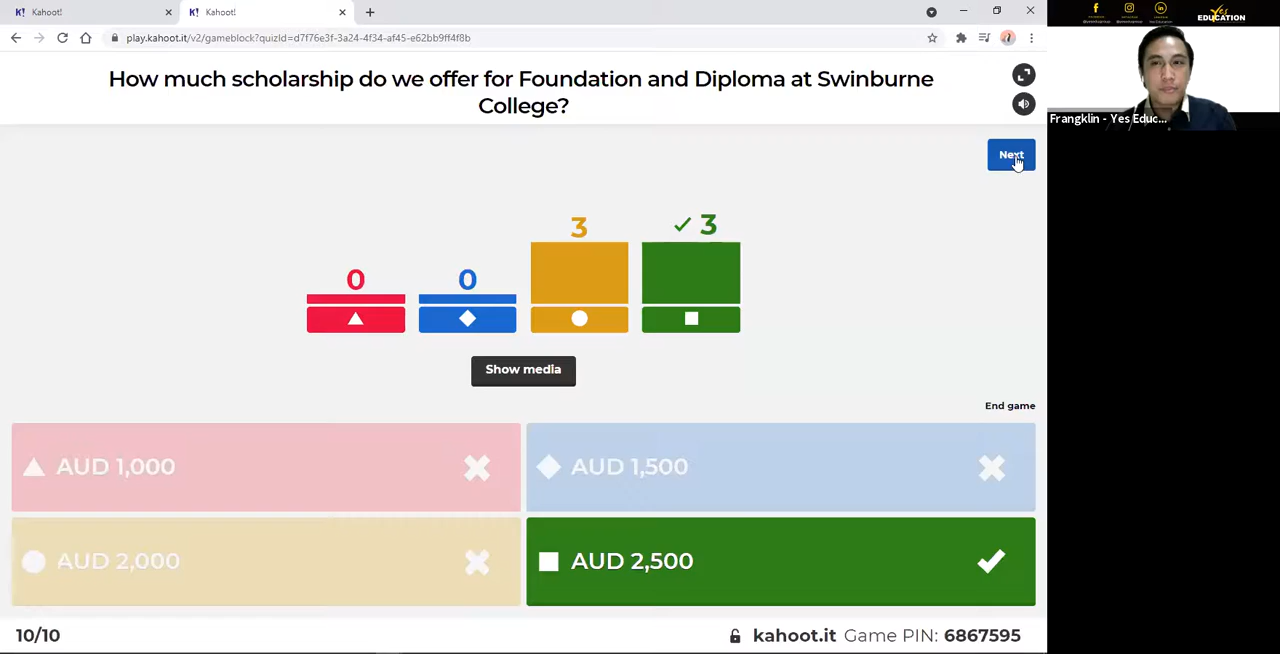 Kahoot!
Kahoot!
play.kahoot.it/v2/gameblock?quizId=d7f76e3f-3a24-4f34-af45-e62bb9ff4f8b
Yes
EDUCATION
How much scholarship do we offer for Foundation and Diploma at Swinburne
College?
Frangklin - Yes Educ...
Next
0
0
3
3
Show media
End game
AUD 1,000
AUD 1,500
AUD 2,000
AUD 2,500
10/10
kahoot.it Game PIN: 6867595